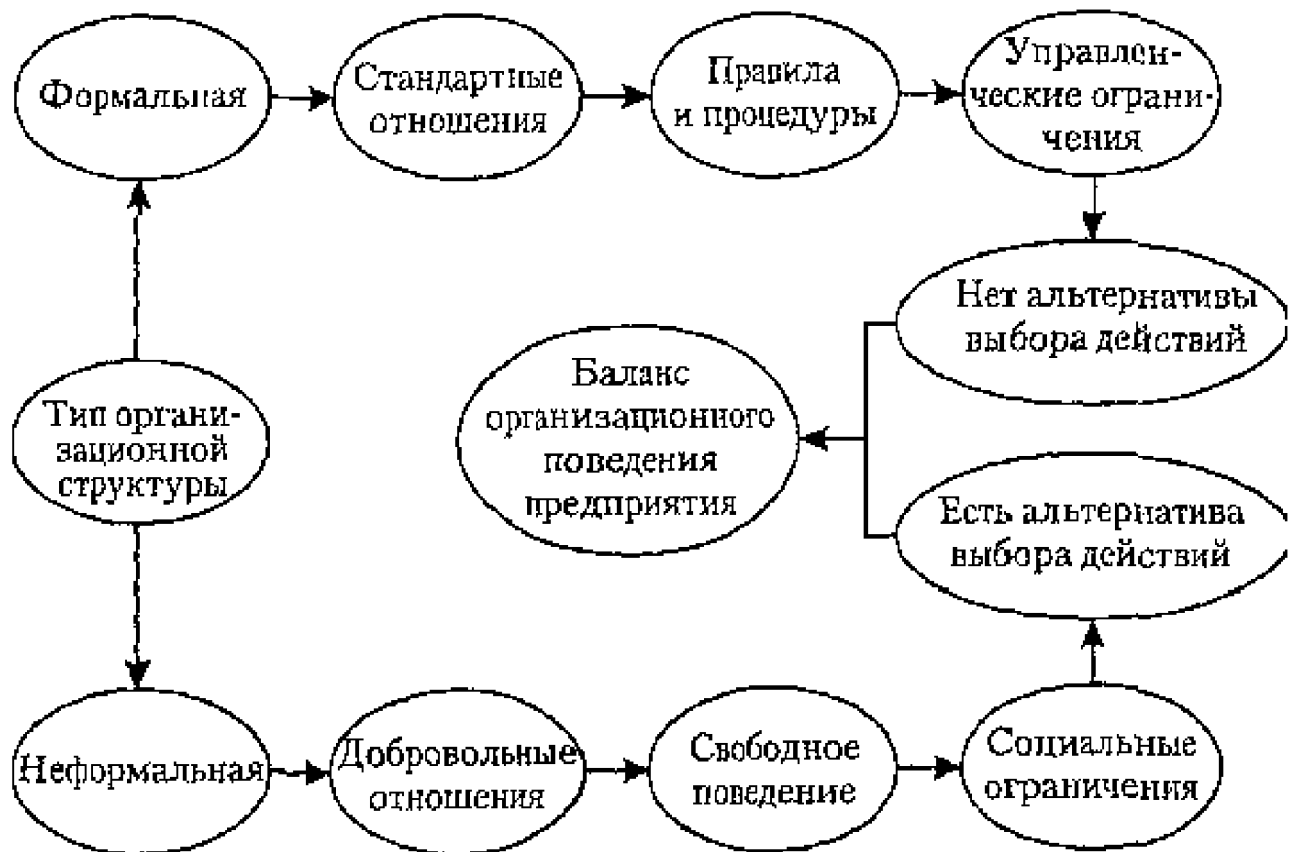 Формальная
Стандартные
отношения
Правила
и процедуры
Управлен-
ческие ограни-
чения
Нет альтернативы
выбора действий
Баланс
организационного
поведения
предприятия
Тип органи-
зационной
структуры
Есть альтернатива
выбора действий
Неформальная
Добровольные
отношения
Свободное
поведение
Социальные
ограничения